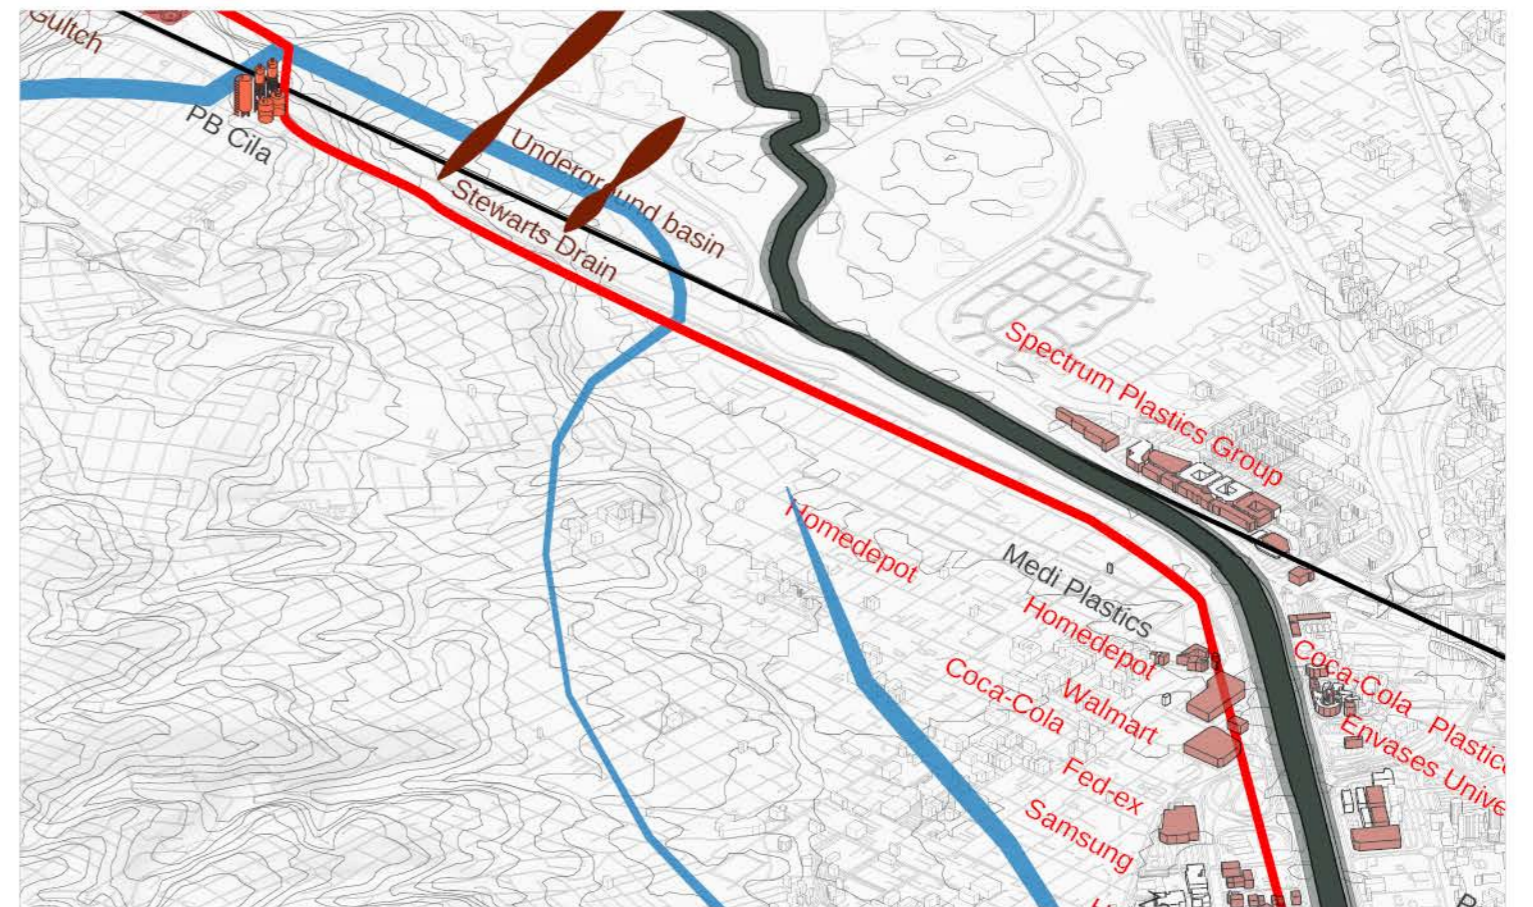 Gultch
PB Cila
Underground basin
Stewarts Drain
Spectrum Plastics Group
Homedepot
Medi Plastics
Homedepot
Coca-Cola
Walmart
Coca-Cola
Fed-ex
Samsung
Envases Unive